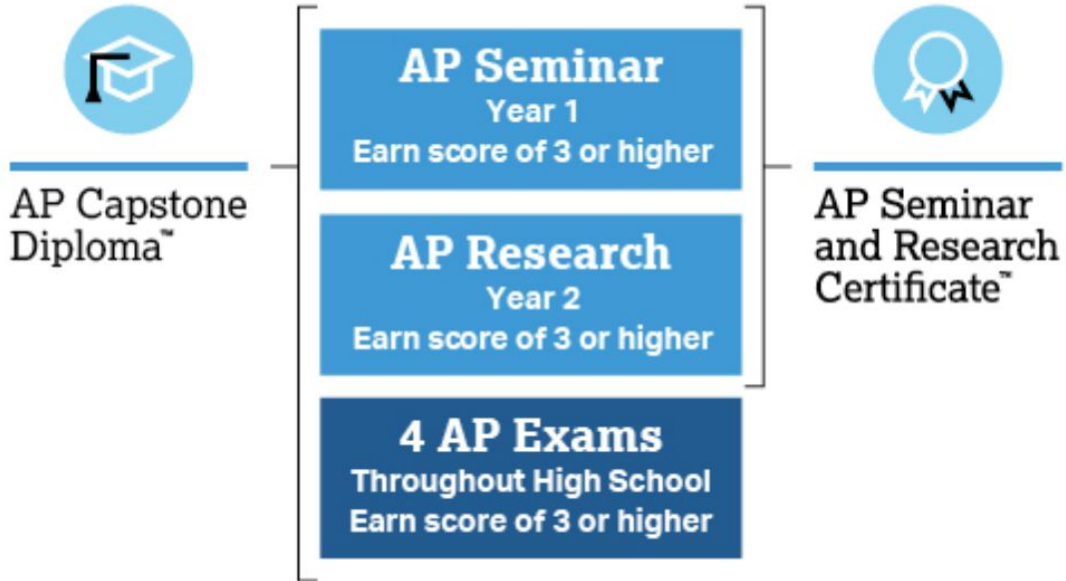 AP Capstone
Diploma™
AP Seminar
Year 1
Earn score of 3 or higher
AP Research
Year 2
Earn score of 3 or higher
4 AP Exams
Throughout High School
Earn score of 3 or higher
AP Seminar
and Research
Certificate™